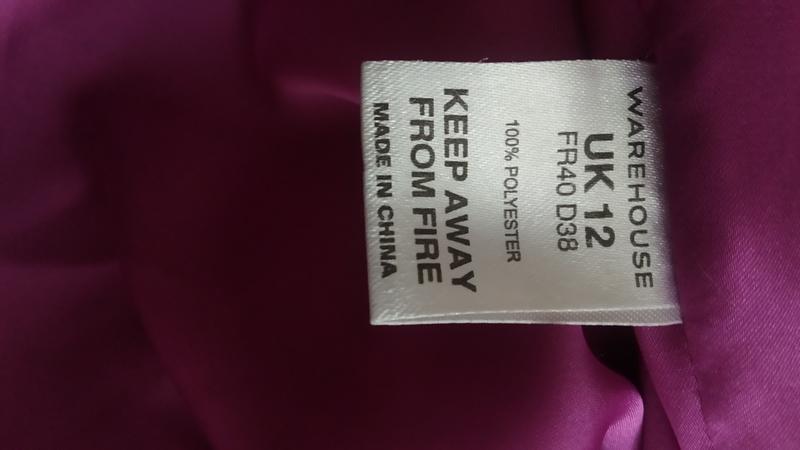 WAREHOUSE
UK 12
FR40 D38
100% POLYESTER
KEEP AWAY
FROM FIRE
MADE IN CHINA